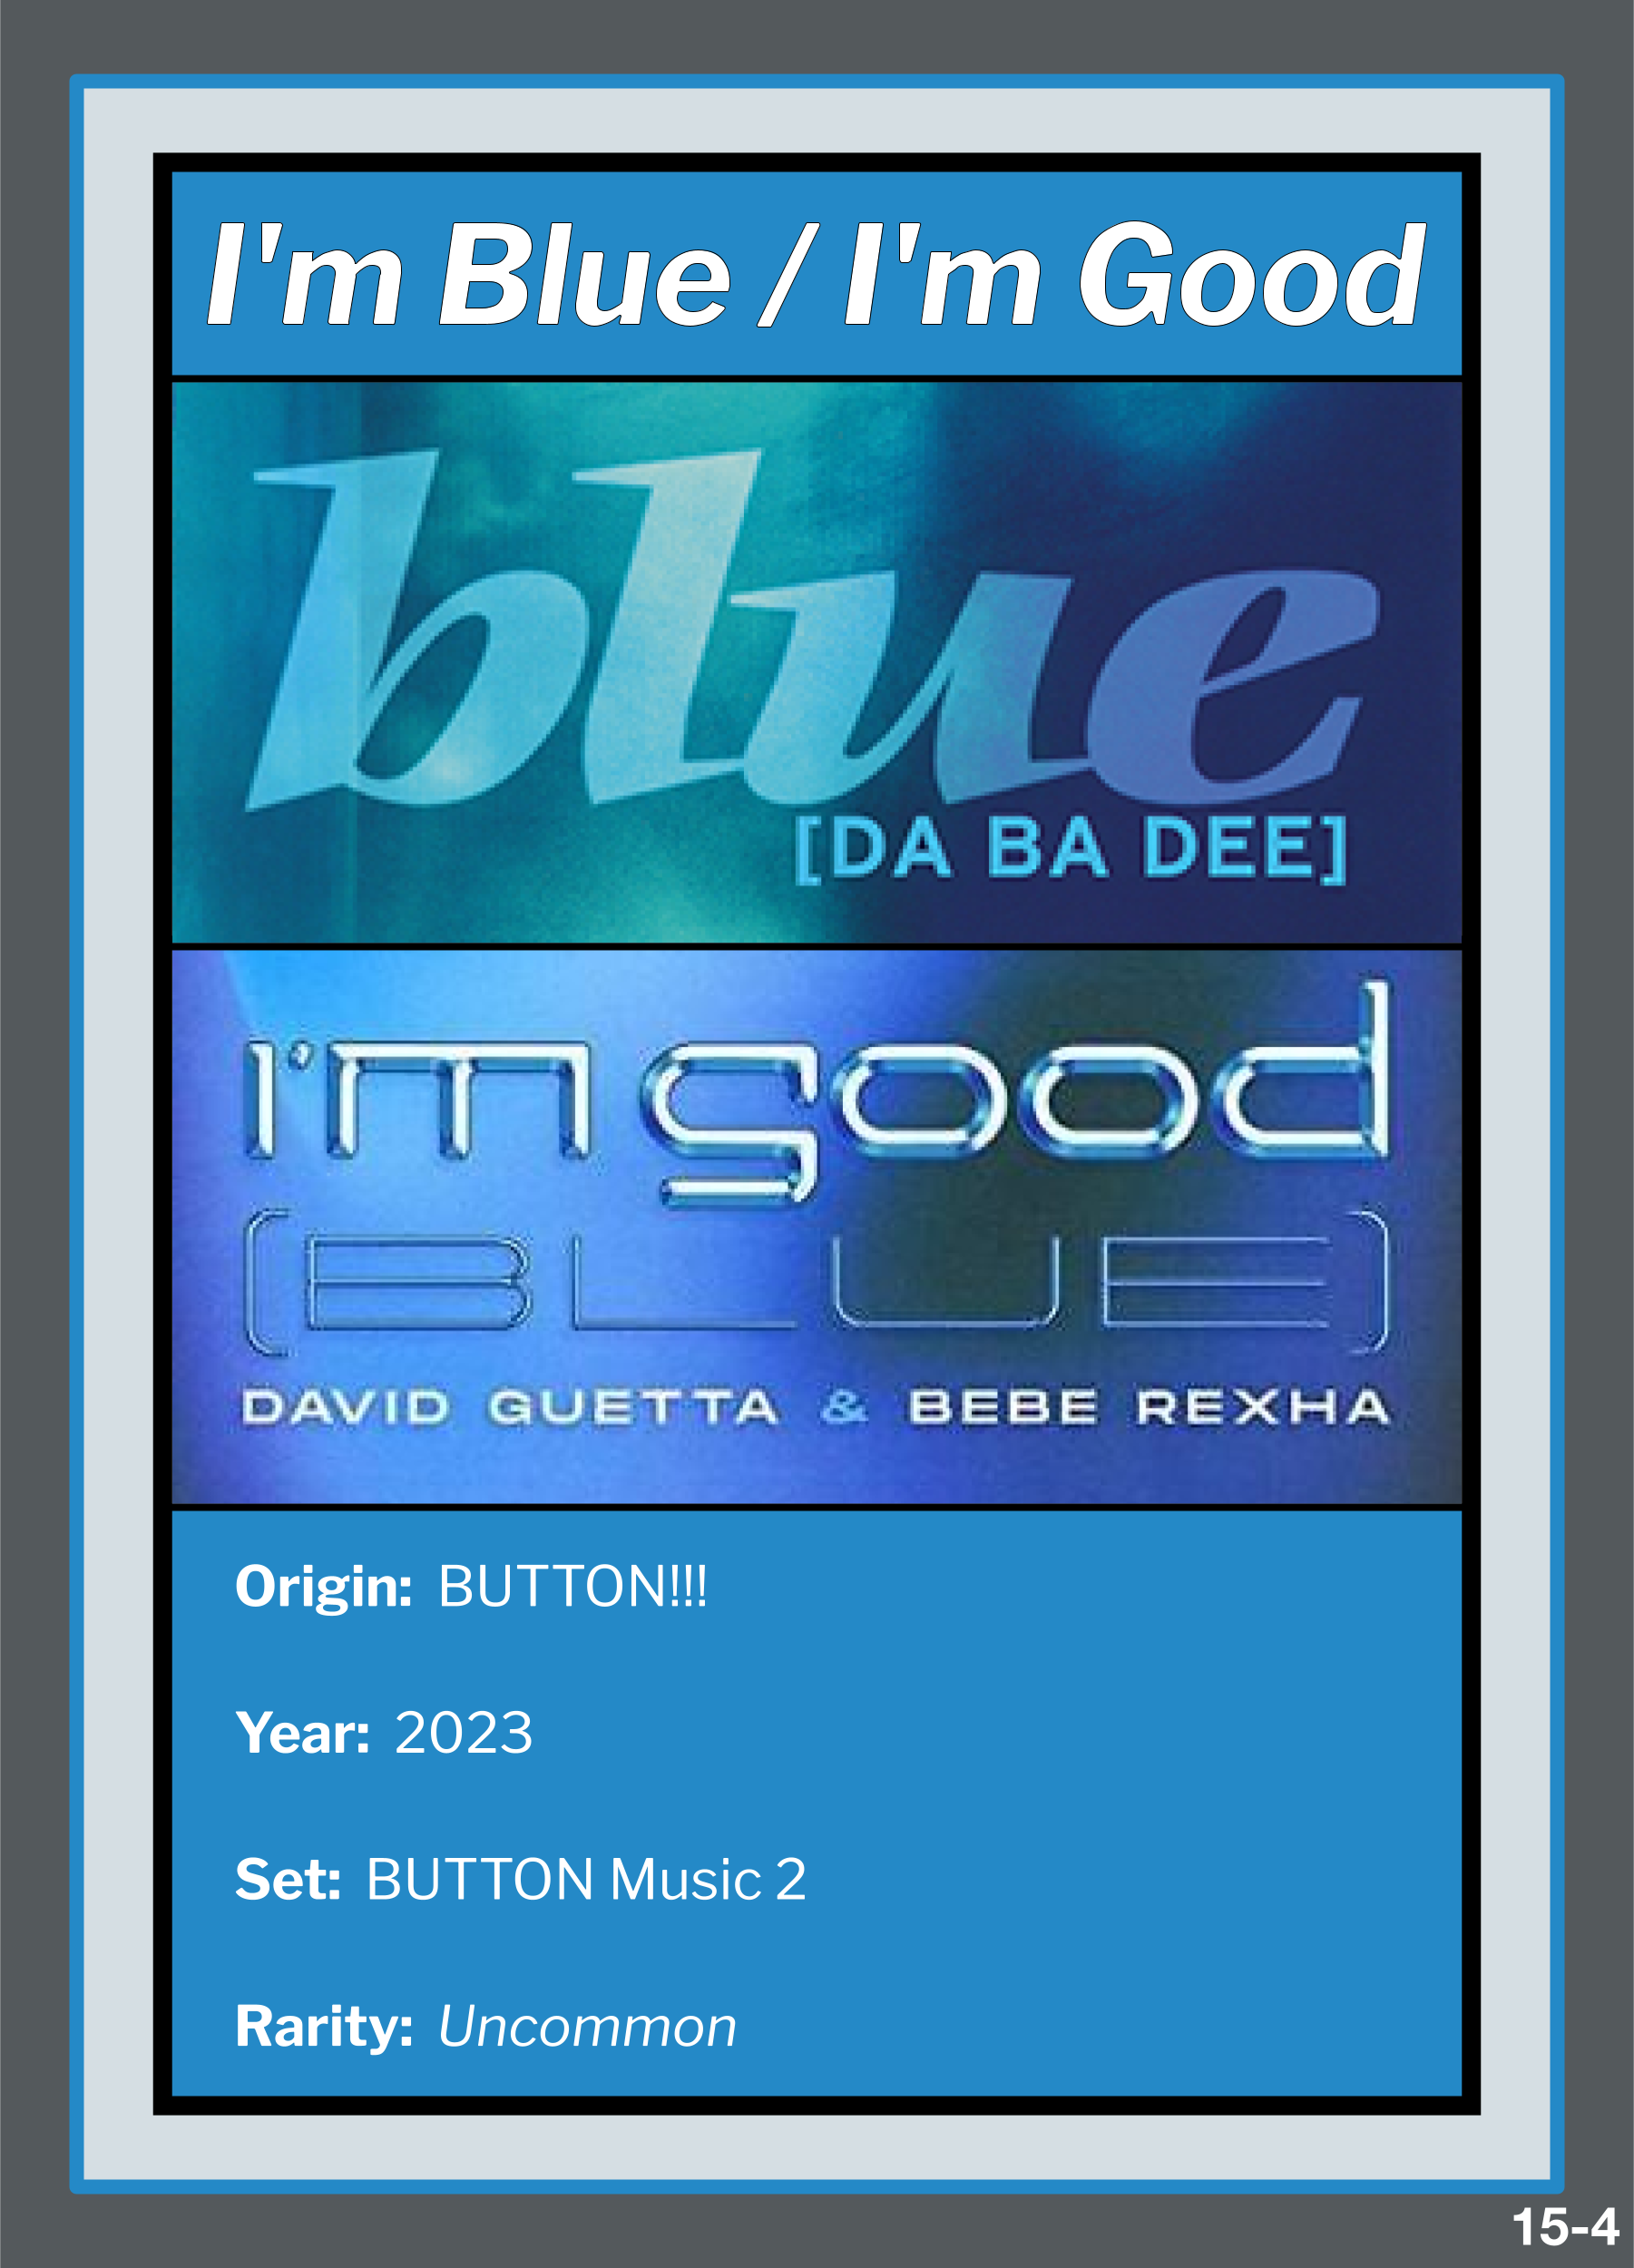 I'm Blue / I'm Good
blue
[DA BA DEE]
I'm good
(BLUE)
DAVID GUETTA & BEBE REXHA
Origin: BUTTON!!!
Year: 2023
Set: BUTTON Music 2
Rarity: Uncommon
15-4